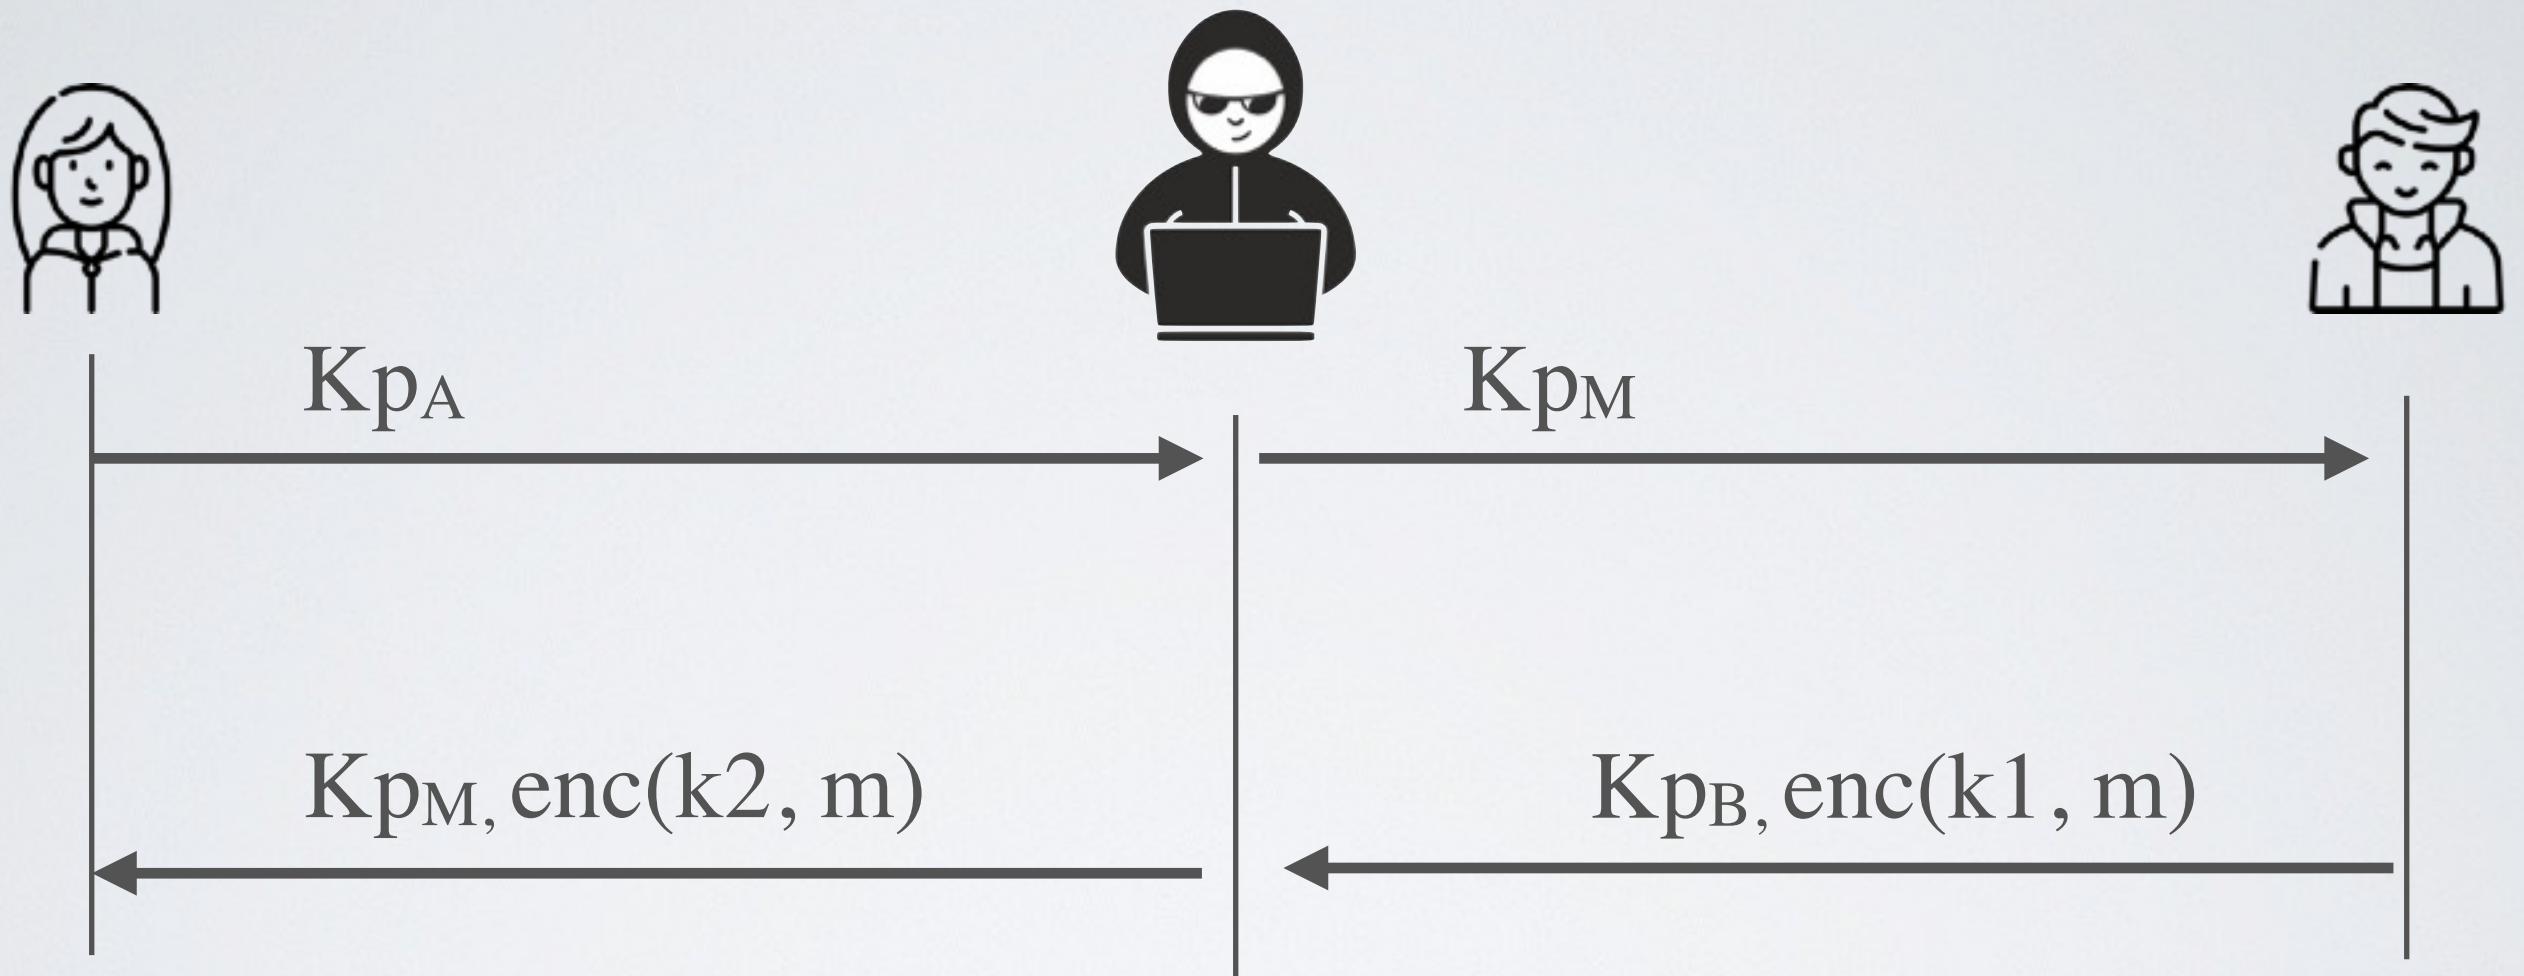 KpA
KpM
KpM, enc(k2, m)
KpB, enc(k1, m)